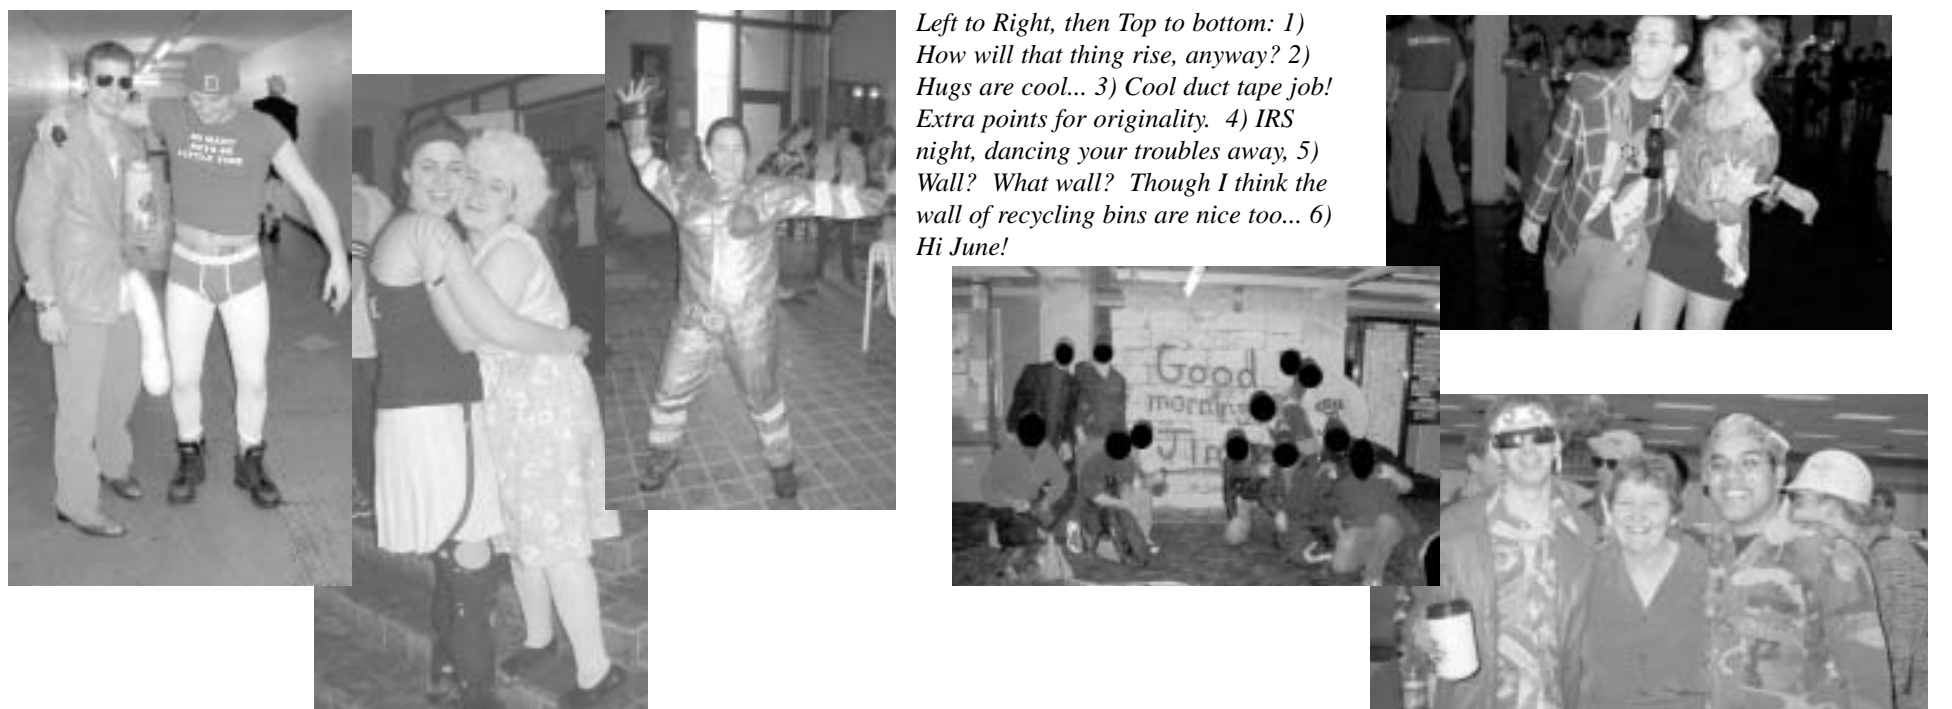 Left to Right, then Top to bottom: 1)
How will that thing rise, anyway? 2)
Hugs are cool... 3) Cool duct tape job!
Extra points for originality.  4) IRS
night, dancing your troubles away, 5)
Wall?  What wall?  Though I think the
wall of recycling bins are nice too... 6)
Hi June!
Good
morning